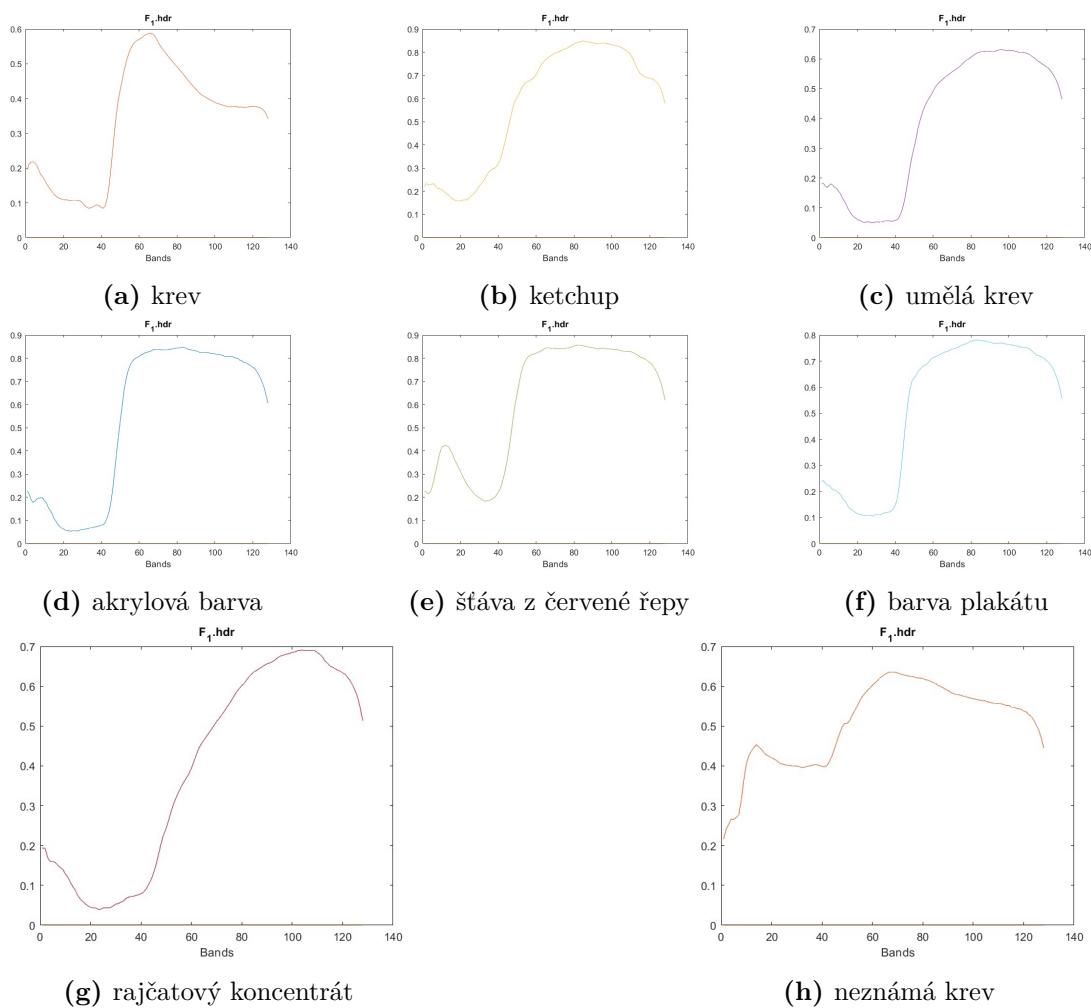 F1.hdr F1.hdr F1.hdr
0.6 0.9 0.9
0.8 0.8
0.5
0.7 0.7
0.4 0.6 0.6
0.5 0.5
0.3
0.4 0.4
0.2 0.3 0.3
0.2 0.2
0.1
0.1 0.1
0 0 0
0 20 40 60 80 100 120 140 0 20 40 60 80 100 120 140 0 20 40 60 80 100 120 140
Bands Bands Bands
(a) krev (b) ketchup (c) umělá krev
F1.hdr F1.hdr F1.hdr
0.9 0.9 0.8
0.8 0.8 0.7
0.7 0.7 0.6
0.6 0.6 0.5
0.5 0.5
0.4 0.4 0.4
0.3 0.3 0.3
0.2 0.2 0.2
0.1 0.1 0.1
0 0 0
0 20 40 60 80 100 120 140 0 20 40 60 80 100 120 140 0 20 40 60 80 100 120 140
Bands Bands Bands
(d) akrylová barva (e) šťáva z červené řepy (f) barva plakátu
F1.hdr F1.hdr
0.7 0.7
0.6 0.6
0.5 0.5
0.4 0.4
0.3 0.3
0.2 0.2
0.1 0.1
0 0
0 20 40 60 80 100 120 140 0 20 40 60 80 100 120 140
Bands Bands
(g) rajčatový koncentrát (h) neznámá krev